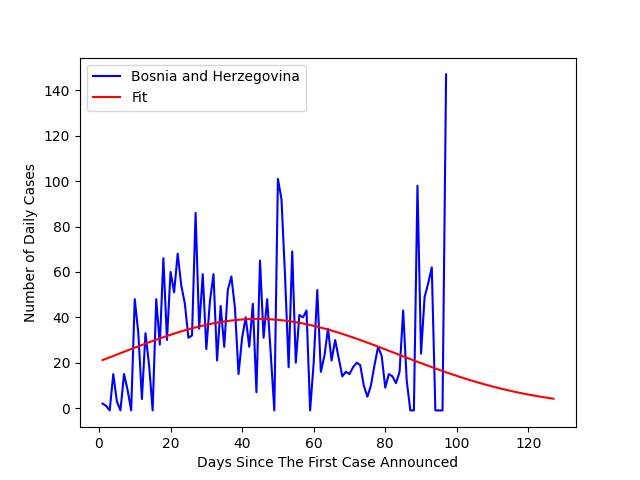 Bosnia and Herzegovina
Fit
140
120
100
80
60
40
20
0
Number of Daily Cases
0 20 40 60 80 100 120
Days Since The First Case Announced